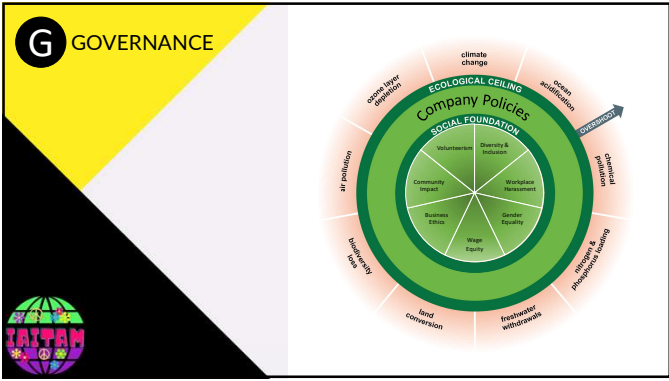 G GOVERNANCE
climate
change
ocean
acidification
OVERSHOOT
chemical
pollution
nitrogen &
phosphorus loading
freshwater
withdrawals
land
conversion
biodiversity
loss
air pollution
ozone layer
depletion
ECOLOGICAL CEILING
Company Policies
SOCIAL FOUNDATION
Volunteerism
Diversity &
Inclusion
Workplace
Harassment
Gender
Equality
Wage
Equity
Business
Ethics
Community
Impact
IAITAM